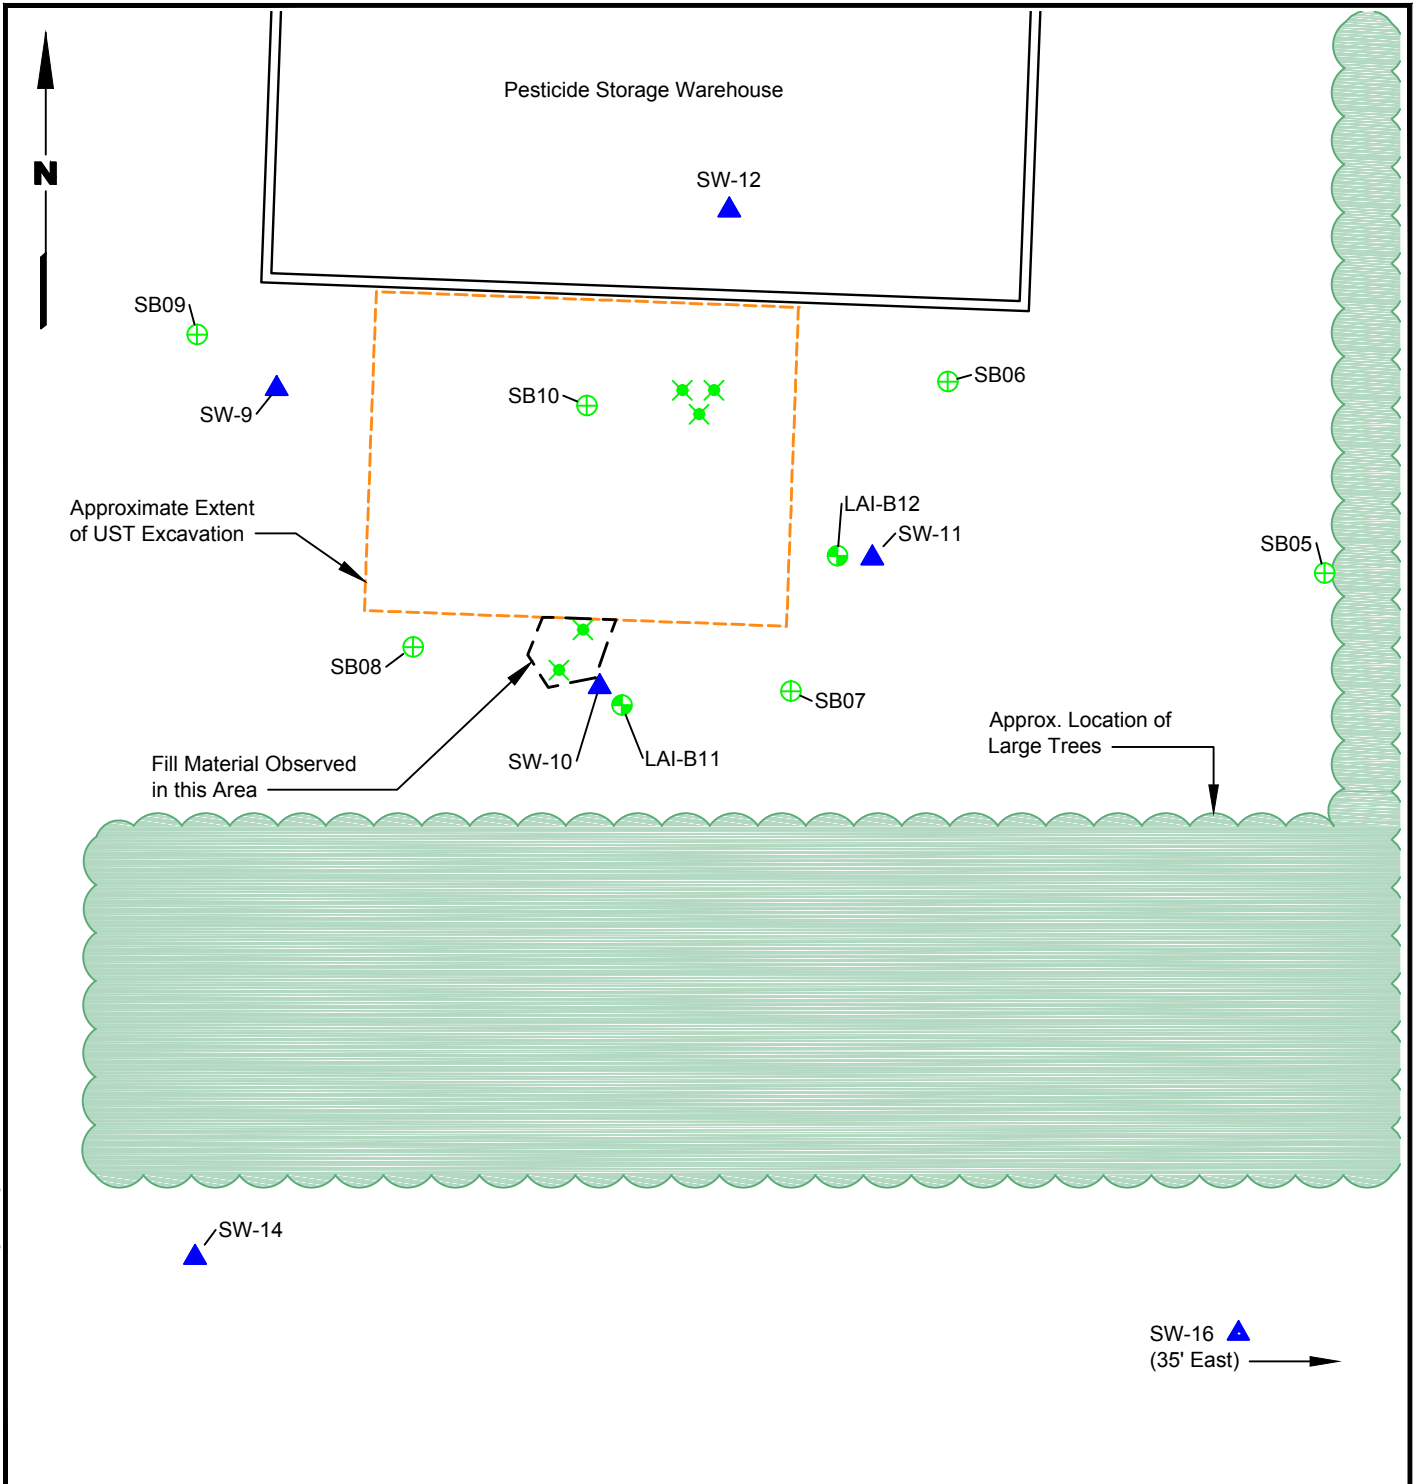 Pesticide Storage Warehouse
N
SW-12
SB09
SW-9
SB10
SB06
Approximate Extent
of UST Excavation
LAI-B12
SW-11
SB05
SB08
SB07
Fill Material Observed
in this Area
SW-10
LAI-B11
Approx. Location of
Large Trees
SW-14
SW-16
(35' East)